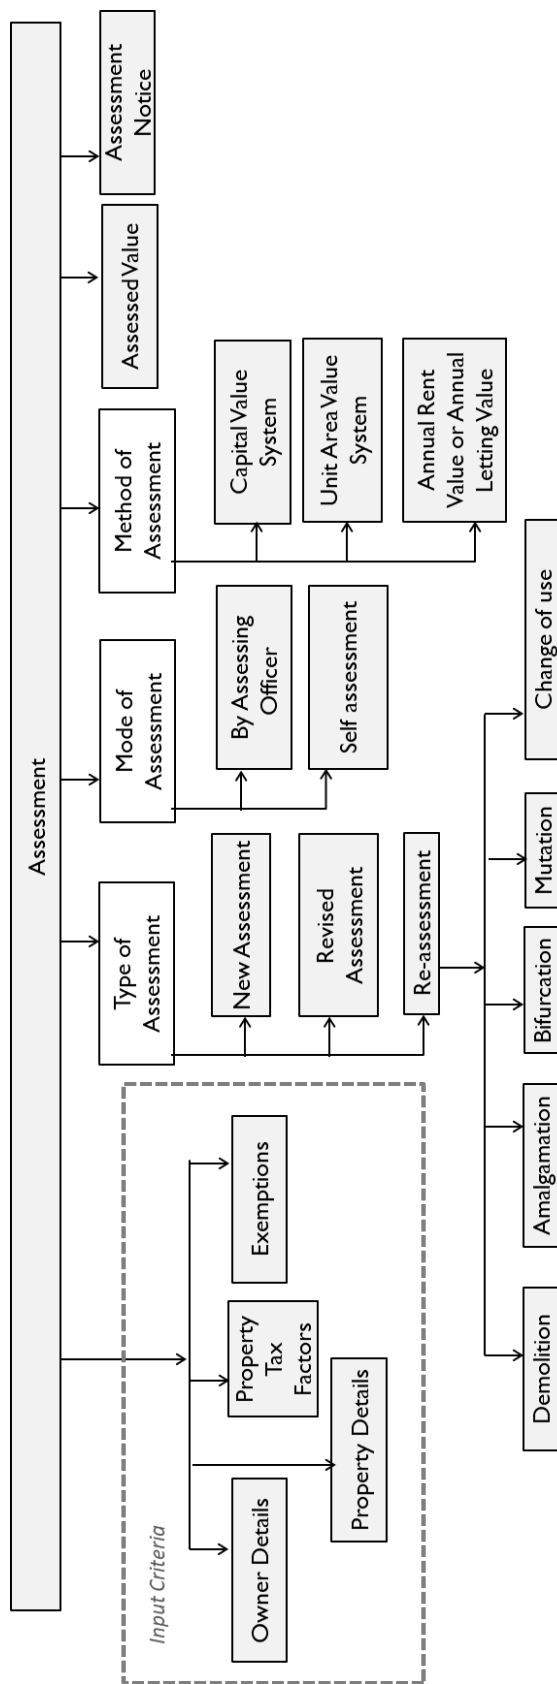 Assessment
Input Criteria
Owner Details
Property Details
Property
Tax
Factors
Exemptions
Type of
Assessment
New Assessment
Revised
Assessment
Re-assessment
Demolition
Amalgamation
Bifurcation
Mutation
Change of use
Mode of
Assessment
By Assessing
Officer
Self assessment
Method of
Assessment
Capital Value
System
Unit Area Value
System
Annual Rent
Value or Annual
Letting Value
Assessed Value
Assessment
Notice